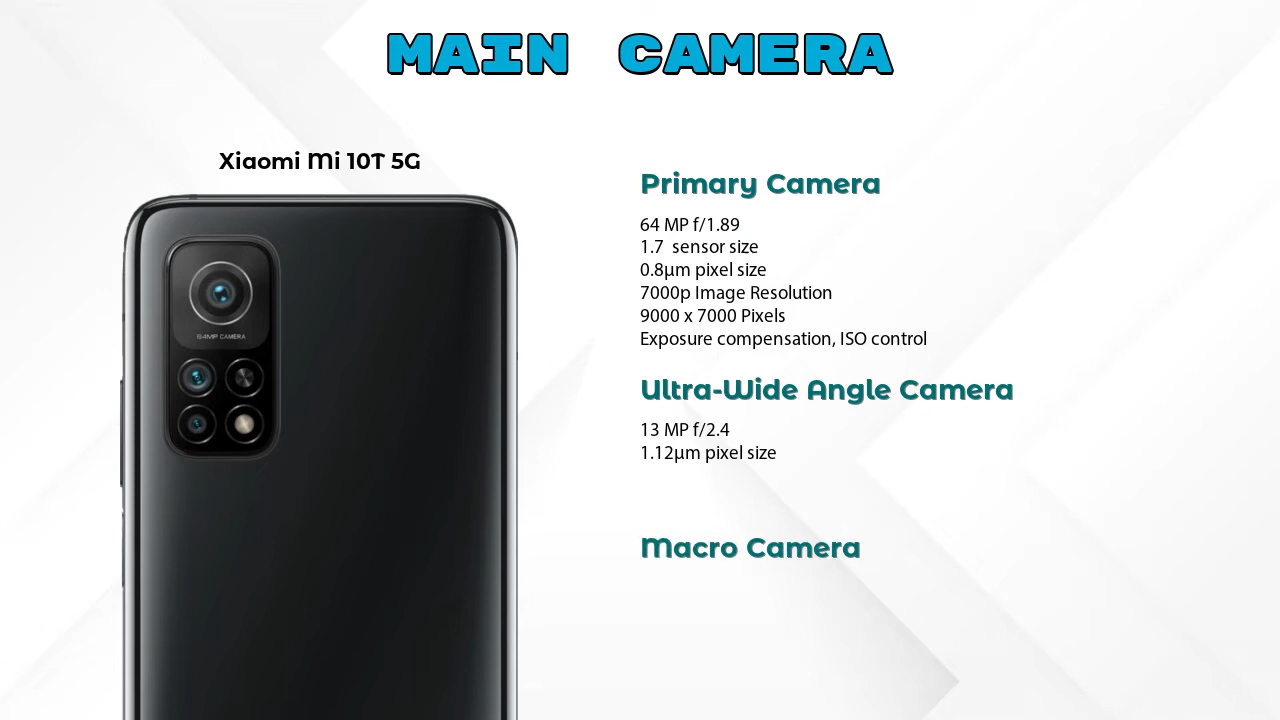 MAIN CAMERA
Xiaomi Mi 10T 5G
64MP CAMERA
Primary Camera
64 MP f/1.89
1.7  sensor size
0.8μm pixel size
7000p Image Resolution
9000 x 7000 Pixels
Exposure compensation, ISO control
Ultra-Wide Angle Camera
13 MP f/2.4
1.12μm pixel size
Macro Camera